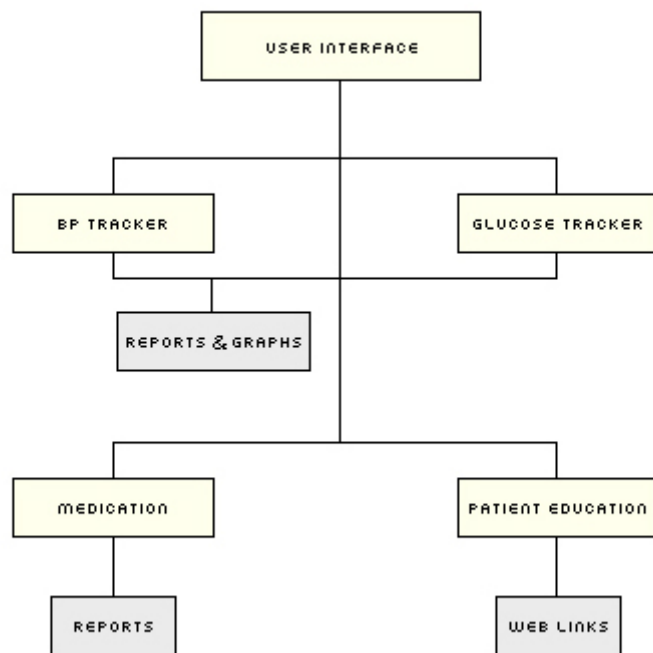 USER INTERFACE
BP TRACKER
GLUCOSE TRACKER
REPORTS & GRAPHS
MEDICATION
PATIENT EDUCATION
REPORTS
WEB LINKS